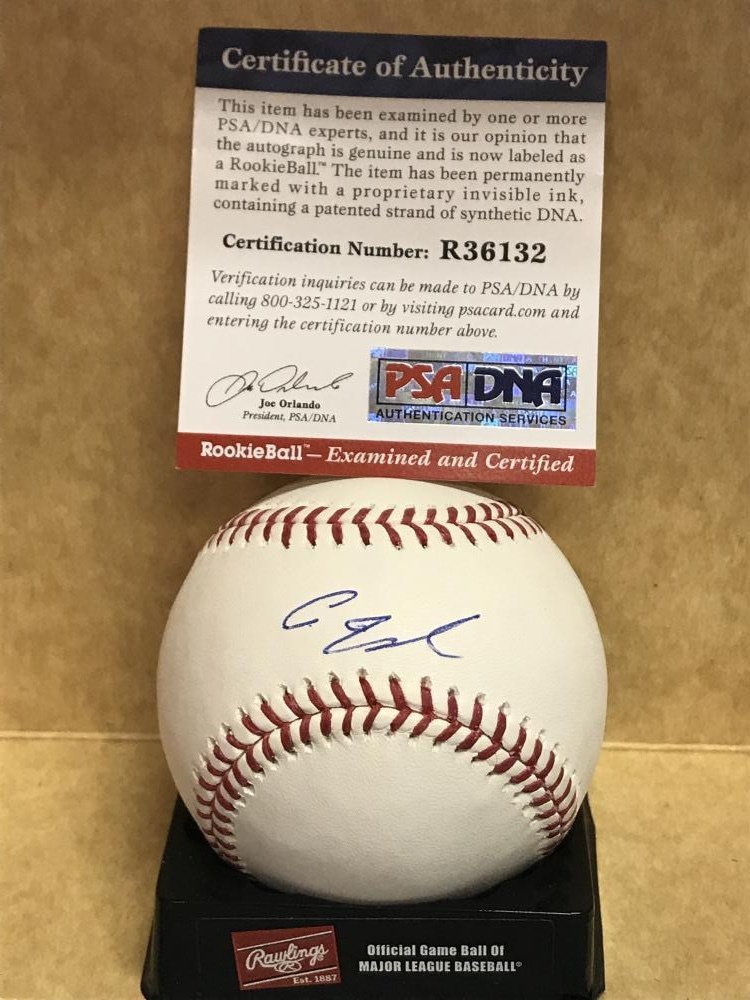 Certificate of Authenticity
This item has been examined by one or more
PSA/DNA experts, and it is our opinion that
the autograph is genuine and is now labeled as
a RookieBall.™ The item has been permanently
marked with a proprietary invisible ink,
containing a patented strand of synthetic DNA.
Certification Number: R36132
Verification inquiries can be made to PSA/DNA by
calling 800-325-1121 or by visiting psacard.com and
entering the certification number above.
Joe Orlando
President, PSA/DNA
PSA DNA
AUTHENTICATION SERVICES
RookieBall™— Examined and Certified
Rawlings
Est. 1887
Official Game Ball Of
MAJOR LEAGUE BASEBALL®